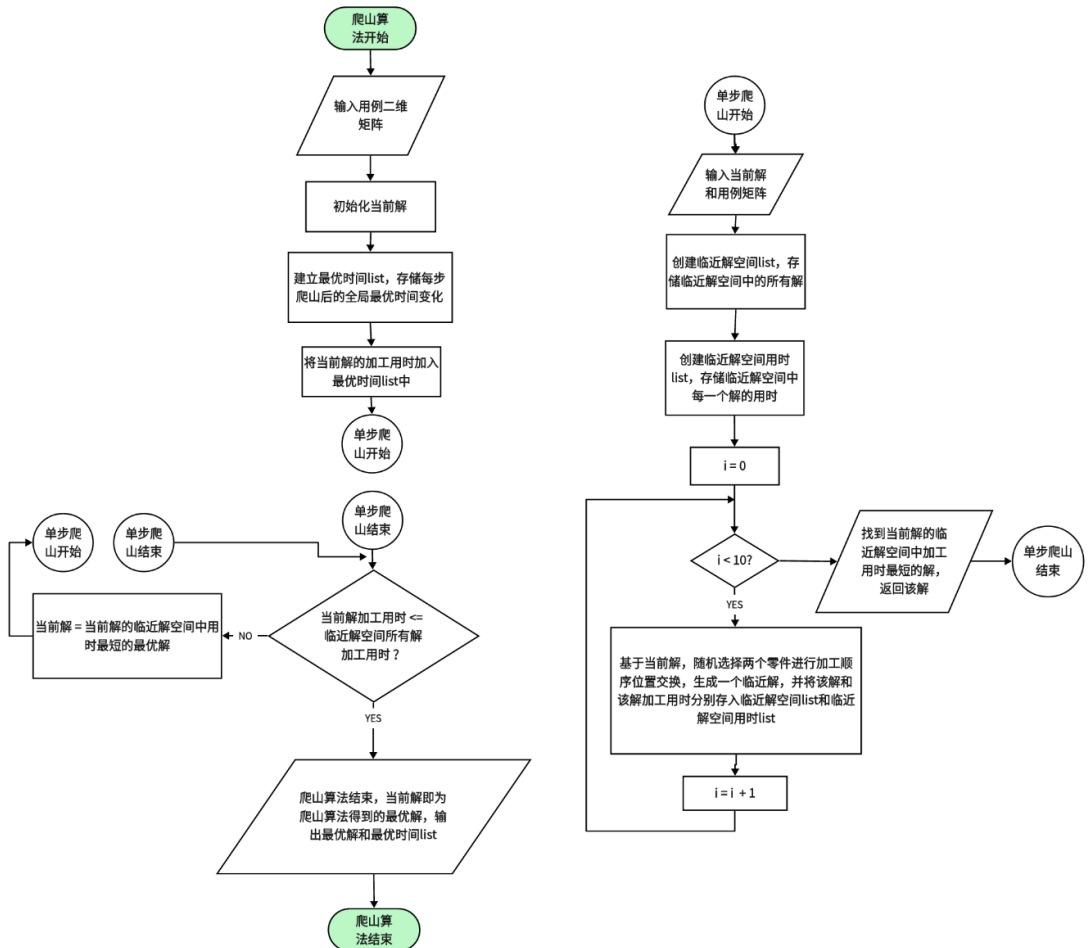 爬山算
法开始
输入用例二维
矩阵
初始化当前解
建立最优时间list，存储每步
爬山后的全局最优时间变化
将当前解的加工用时加入
最优时间list中
单步爬
山开始
单步爬
山结束
单步爬
山开始
单步爬
山结束
当前解加工用时 <=
临近解空间所有解
加工用时 ?
NO
当前解 = 当前解的临近解空间中用
时最短的最优解
YES
爬山算法结束，当前解即为
爬山算法得到的最优解，输
出最优解和最优时间list
爬山算
法结束
单步爬
山开始
输入当前解
和用例矩阵
创建临近解空间list，存
储临近解空间中的所有解
创建临近解空间用时
list，存储临近解空间中
每一个解的用时
i = 0
i < 10?
找到当前解的临
近解空间中加工
用时最短的解，
返回该解
单步爬山
结束
YES
基于当前解，随机选择两个零件进行加工顺
序位置交换，生成一个临近解，并将该解和
该解加工用时分别存入临近解空间list和临近
解空间用时list
i = i + 1